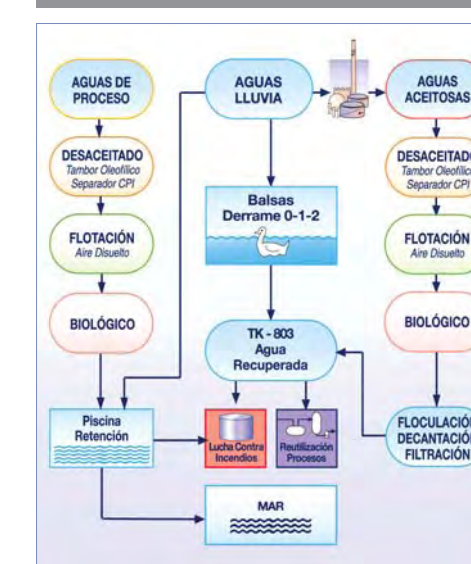 AGUAS DE
PROCESO
AGUAS
LLUVIA
AGUAS
ACEITOSAS
DESACEITADO
Tambor Oleofílico
Separador CPI
DESACEITADO
Tambor Oleofílico
Separador CPI
Balsas
Derrame 0-1-2
FLOTACIÓN
Aire Disuelto
FLOTACIÓN
Aire Disuelto
BIOLÓGICO
TK - 803
Agua
Recuperada
BIOLÓGICO
Piscina
Retención
Lucha Contra
Incendios
Reutilización
Procesos
FLOCULACIÓN
DECANTACIÓN
FILTRACIÓN
MAR